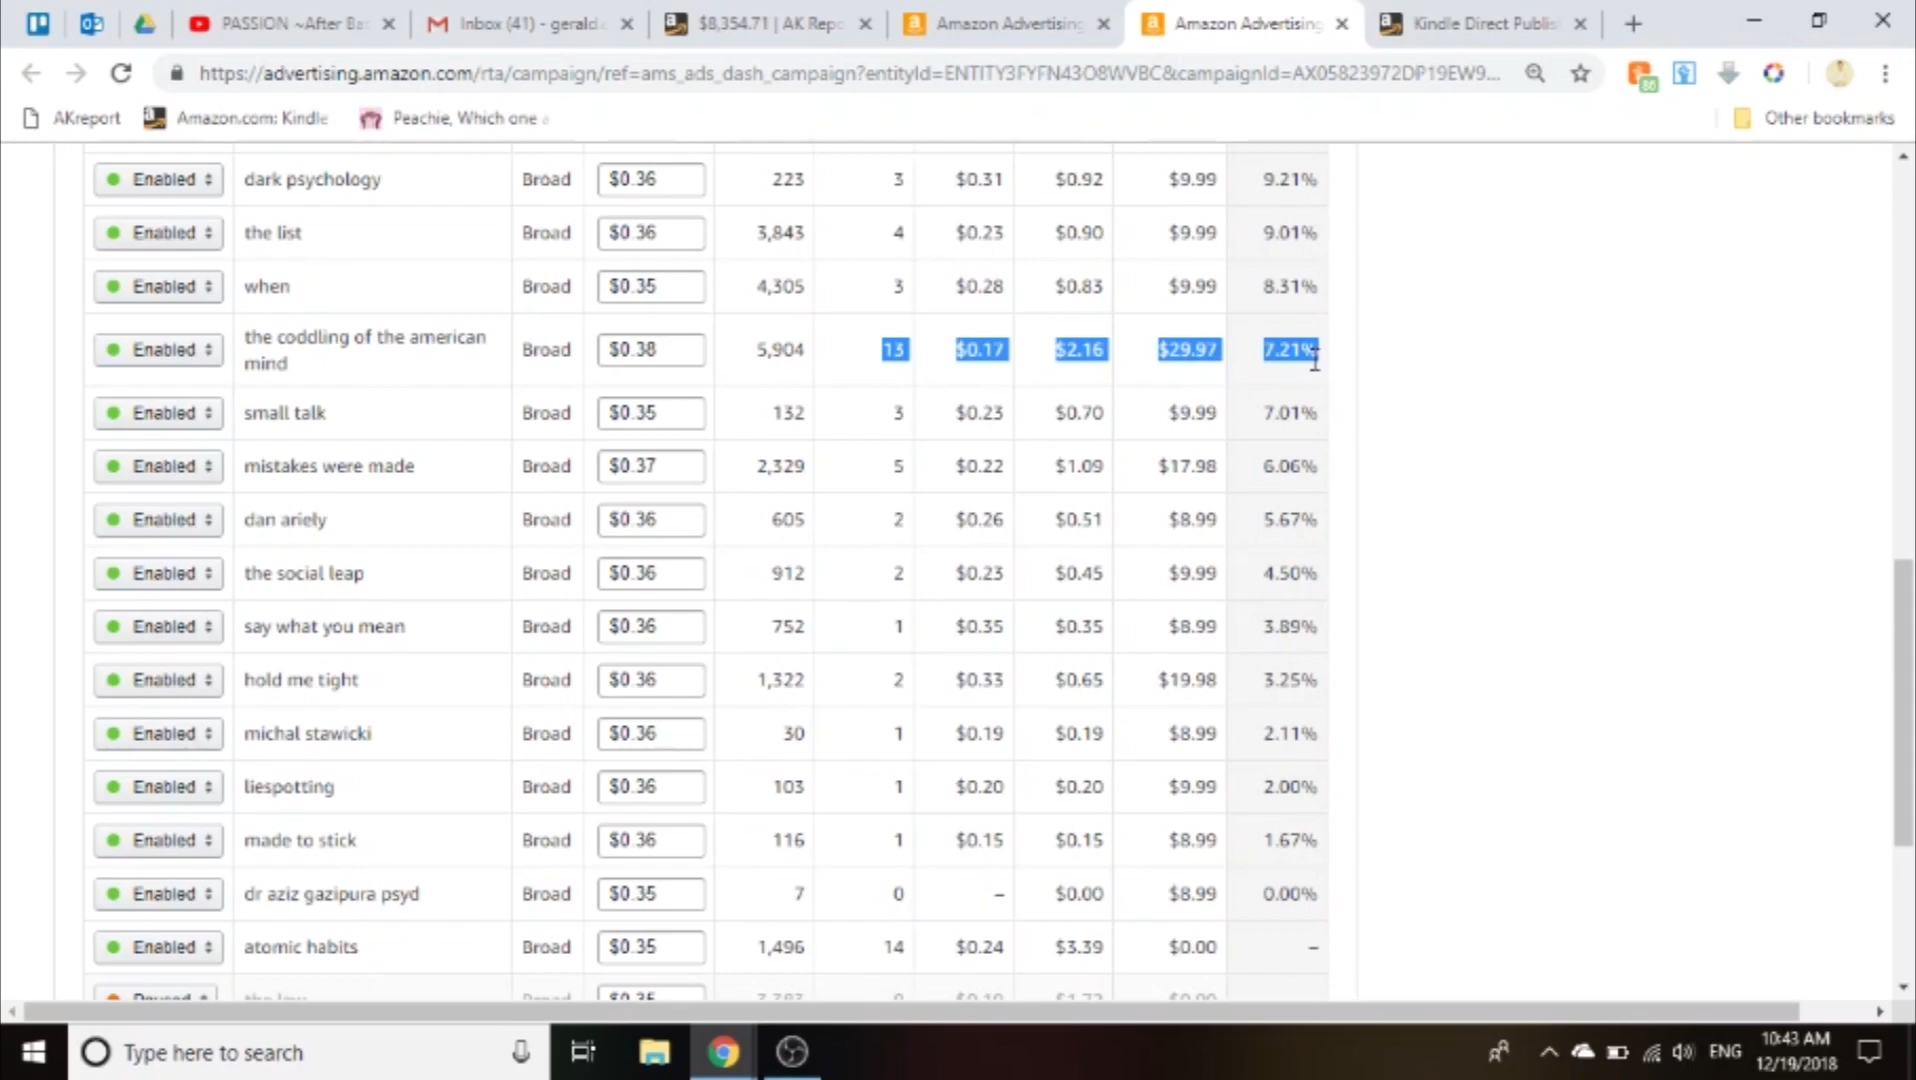 PASSION ~After Ba
Inbox (41) - gerald.
$8,354.71 | AK Repo
Amazon Advertising
Amazon Advertising
Kindle Direct Publis
https://advertising.amazon.com/rta/campaign/ref=ams_ads_dash_campaign?entityId=ENTITY3FYFN43O8WVBC&campaignId=AX05823972DP19EW9...
86
AKreport
Amazon.com: Kindle
Peachie, Which one a
Other bookmarks
Enabled dark psychology Broad $0.36 223 3 $0.31 $0.92 $9.99 9.21%
Enabled the list Broad $0.36 3,843 4 $0.23 $0.90 $9.99 9.01%
Enabled when Broad $0.35 4,305 3 $0.28 $0.83 $9.99 8.31%
Enabled the coddling of the american mind Broad $0.38 5,904 13 $0.17 $2.16 $29.97 7.21%
Enabled small talk Broad $0.35 132 3 $0.23 $0.70 $9.99 7.01%
Enabled mistakes were made Broad $0.37 2,329 5 $0.22 $1.09 $17.98 6.06%
Enabled dan ariely Broad $0.36 605 2 $0.26 $0.51 $8.99 5.67%
Enabled the social leap Broad $0.36 912 2 $0.23 $0.45 $9.99 4.50%
Enabled say what you mean Broad $0.36 752 1 $0.35 $0.35 $8.99 3.89%
Enabled hold me tight Broad $0.36 1,322 2 $0.33 $0.65 $19.98 3.25%
Enabled michal stawicki Broad $0.36 30 1 $0.19 $0.19 $8.99 2.11%
Enabled liespotting Broad $0.36 103 1 $0.20 $0.20 $9.99 2.00%
Enabled made to stick Broad $0.36 116 1 $0.15 $0.15 $8.99 1.67%
Enabled dr aziz gazipura psyd Broad $0.35 7 0 – $0.00 $8.99 0.00%
Enabled atomic habits Broad $0.35 1,496 14 $0.24 $3.39 $0.00 –
Type here to search
ENG
10:43 AM
12/19/2018